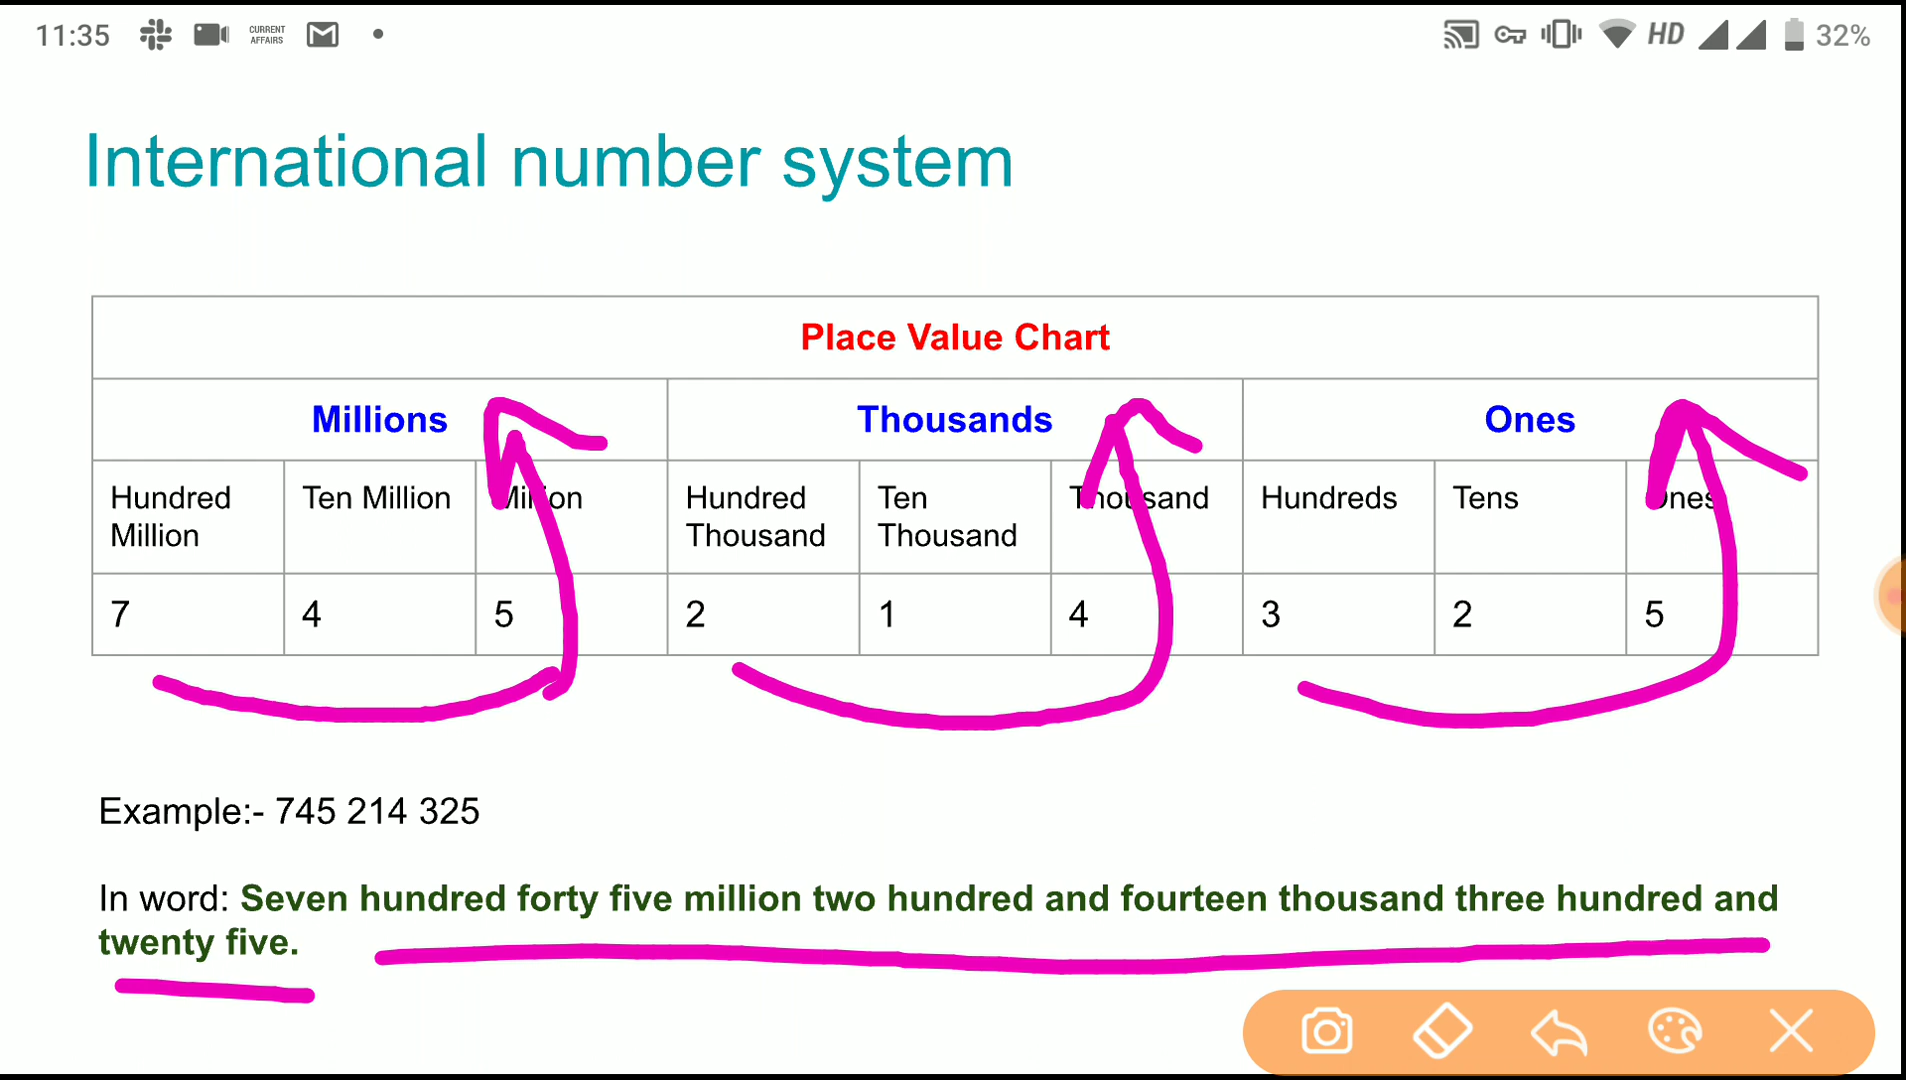 11:35 CURRENT AFFAIRS HD 32%
International number system
Place Value Chart
Millions Thousands Ones
Hundred Million Ten Million Million Hundred Thousand Ten Thousand Thousand Hundreds Tens Ones
7 4 5 2 1 4 3 2 5
Example:- 745 214 325
In word: Seven hundred forty five million two hundred and fourteen thousand three hundred and
twenty five.